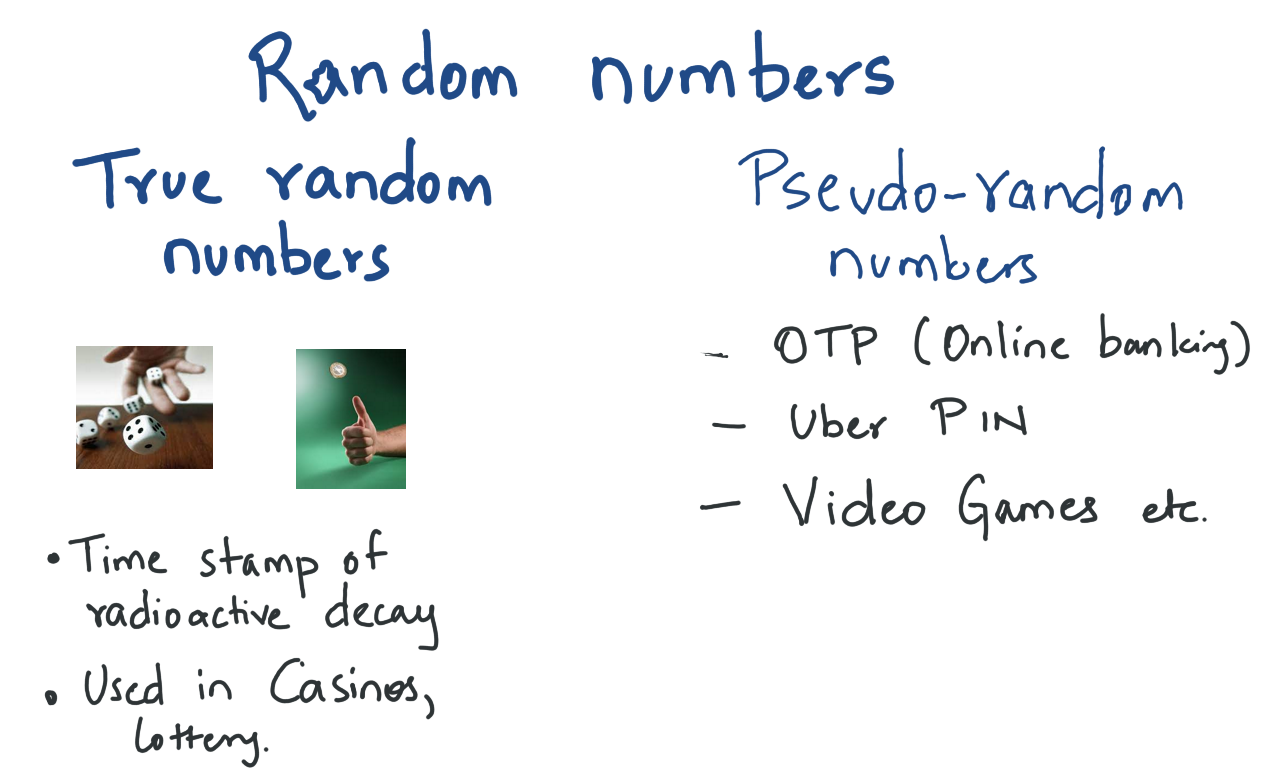 Random numbers
True random
numbers
• Time stamp of
radioactive decay
• Used in Casinos,
lottery.
Pseudo-random
numbers
- OTP (Online banking)
- Uber PIN
- Video Games etc.